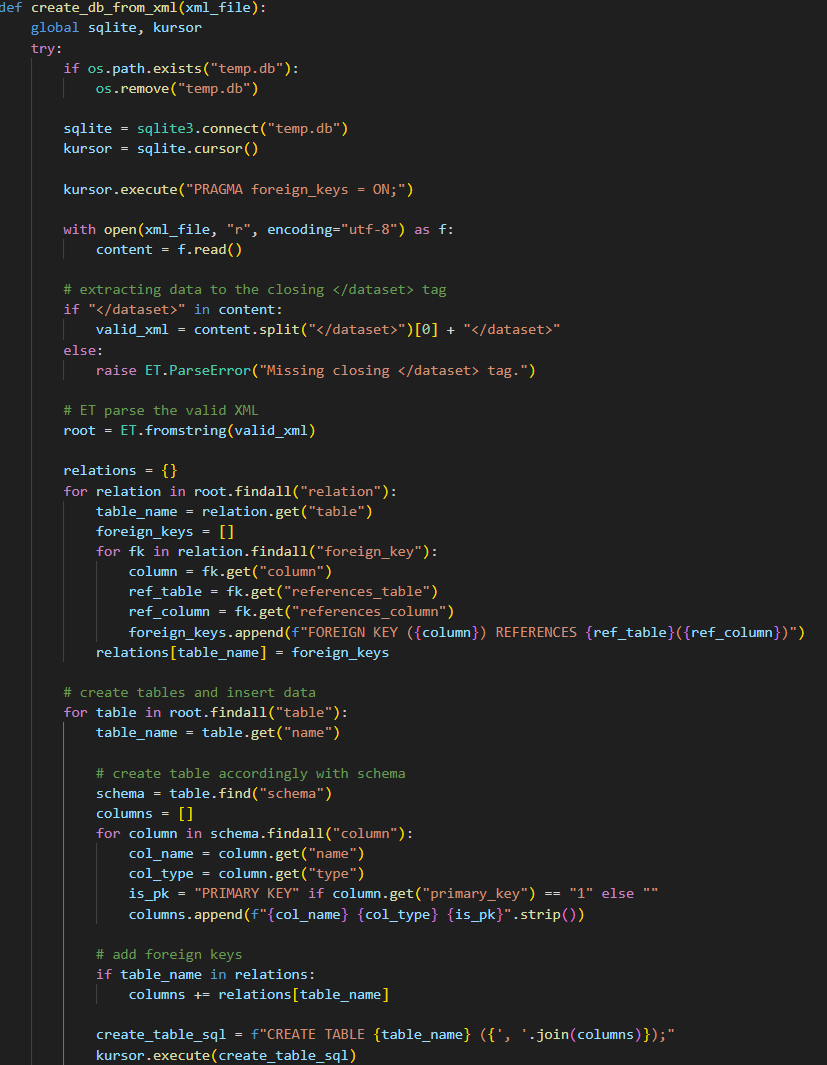 def create_db_from_xml(xml_file):
    global sqlite, kursor
    try:
        if os.path.exists("temp.db"):
            os.remove("temp.db")

        sqlite = sqlite3.connect("temp.db")
        kursor = sqlite.cursor()

        kursor.execute("PRAGMA foreign_keys = ON;")

        with open(xml_file, "r", encoding="utf-8") as f:
            content = f.read()

        # extracting data to the closing </dataset> tag
        if "</dataset>" in content:
            valid_xml = content.split("</dataset>")[0] + "</dataset>"
        else:
            raise ET.ParseError("Missing closing </dataset> tag.")

        # ET parse the valid XML
        root = ET.fromstring(valid_xml)

        relations = {}
        for relation in root.findall("relation"):
            table_name = relation.get("table")
            foreign_keys = []
            for fk in relation.findall("foreign_key"):
                column = fk.get("column")
                ref_table = fk.get("references_table")
                ref_column = fk.get("references_column")
                foreign_keys.append(f"FOREIGN KEY ({column}) REFERENCES {ref_table}({ref_column})")
            relations[table_name] = foreign_keys

        # create tables and insert data
        for table in root.findall("table"):
            table_name = table.get("name")

            # create table accordingly with schema
            schema = table.find("schema")
            columns = []
            for column in schema.findall("column"):
                col_name = column.get("name")
                col_type = column.get("type")
                is_pk = "PRIMARY KEY" if column.get("primary_key") == "1" else ""
                columns.append(f"{col_name} {col_type} {is_pk}".strip())

            # add foreign keys
            if table_name in relations:
                columns += relations[table_name]

            create_table_sql = f"CREATE TABLE {table_name} ({', '.join(columns)});"
            kursor.execute(create_table_sql)